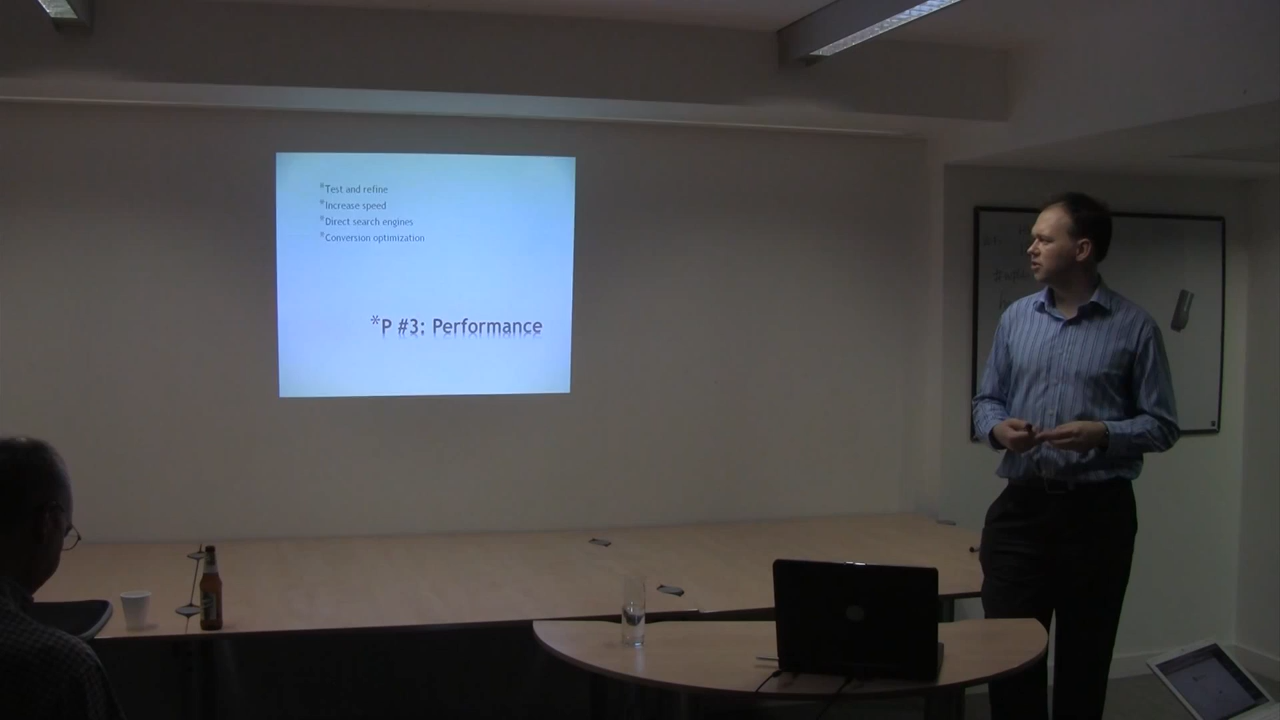 *Test and refine
*Increase speed
*Direct search engines
*Conversion optimization
*P #3; Performance